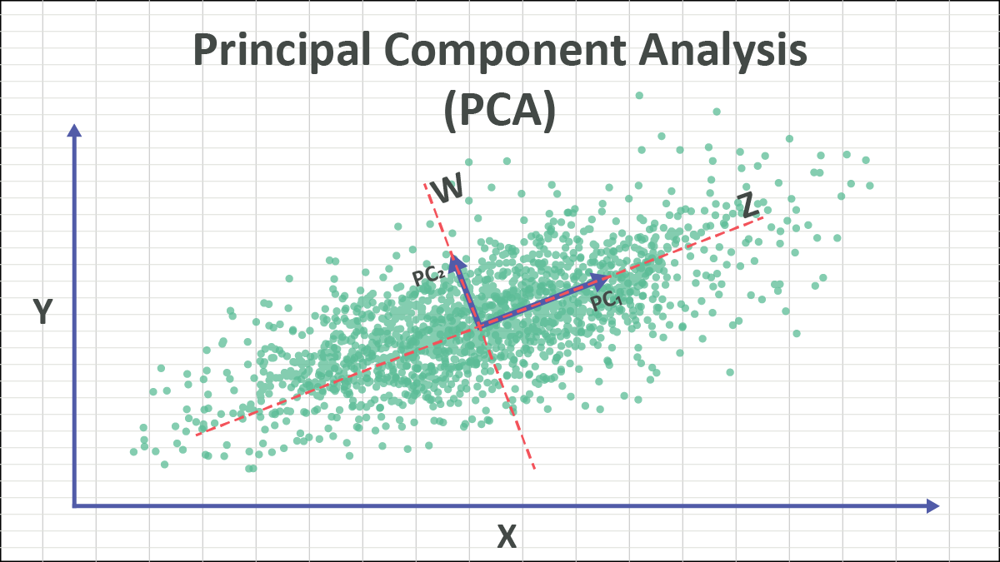 Principal Component Analysis
(PCA)
W
Z
PC₂
PC₁
Y
X